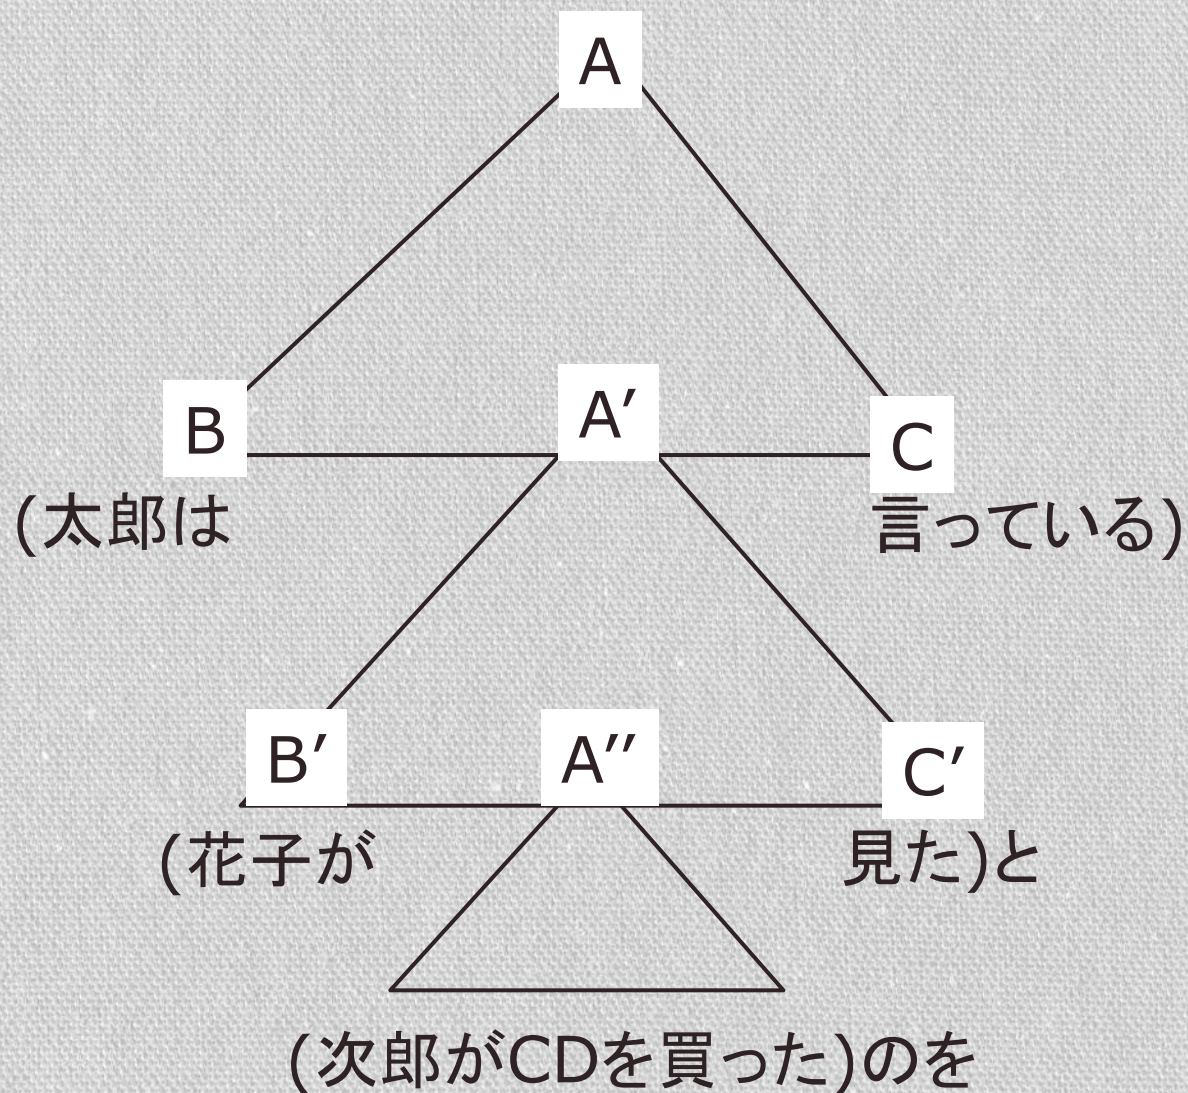 A
B A′ C
(太郎は 言っている)
B′ A′′ C′
(花子が 見た)と
(次郎がCDを買った)のを